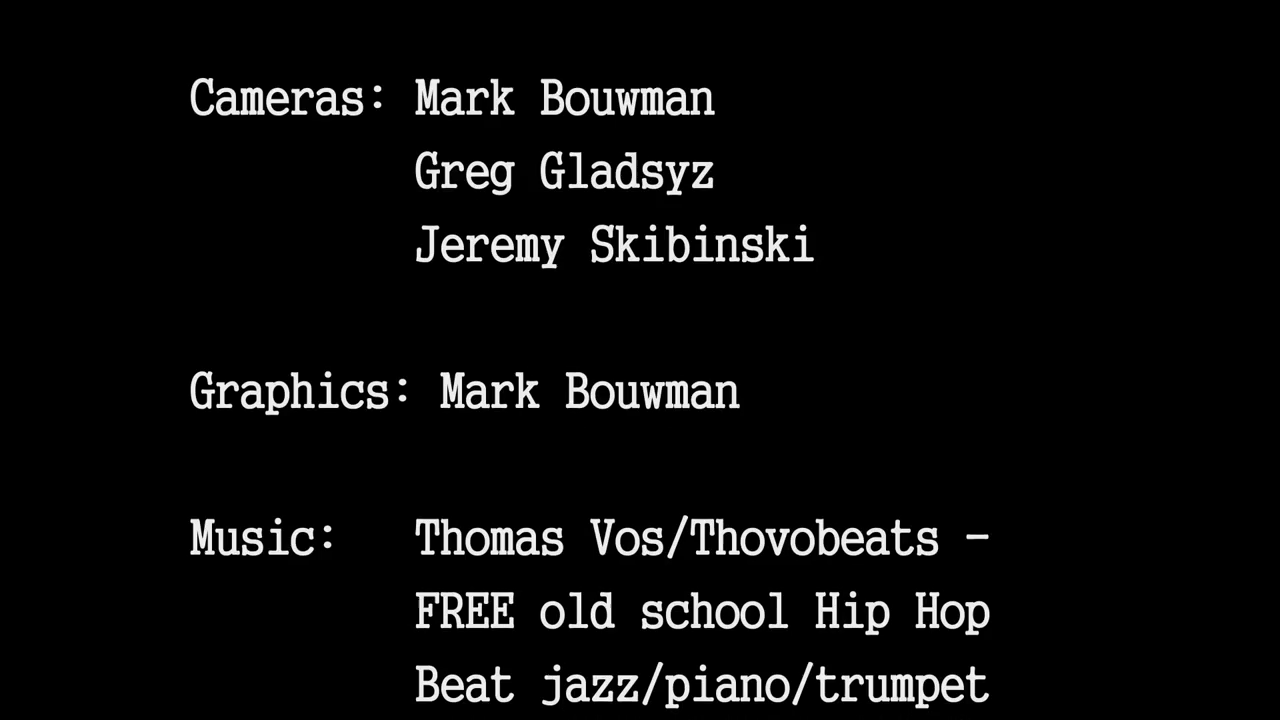 Cameras: Mark Bouwman
Greg Gladsyz
Jeremy Skibinski
Graphics: Mark Bouwman
Music: Thomas Vos/Thovobeats -
FREE old school Hip Hop
Beat jazz/piano/trumpet